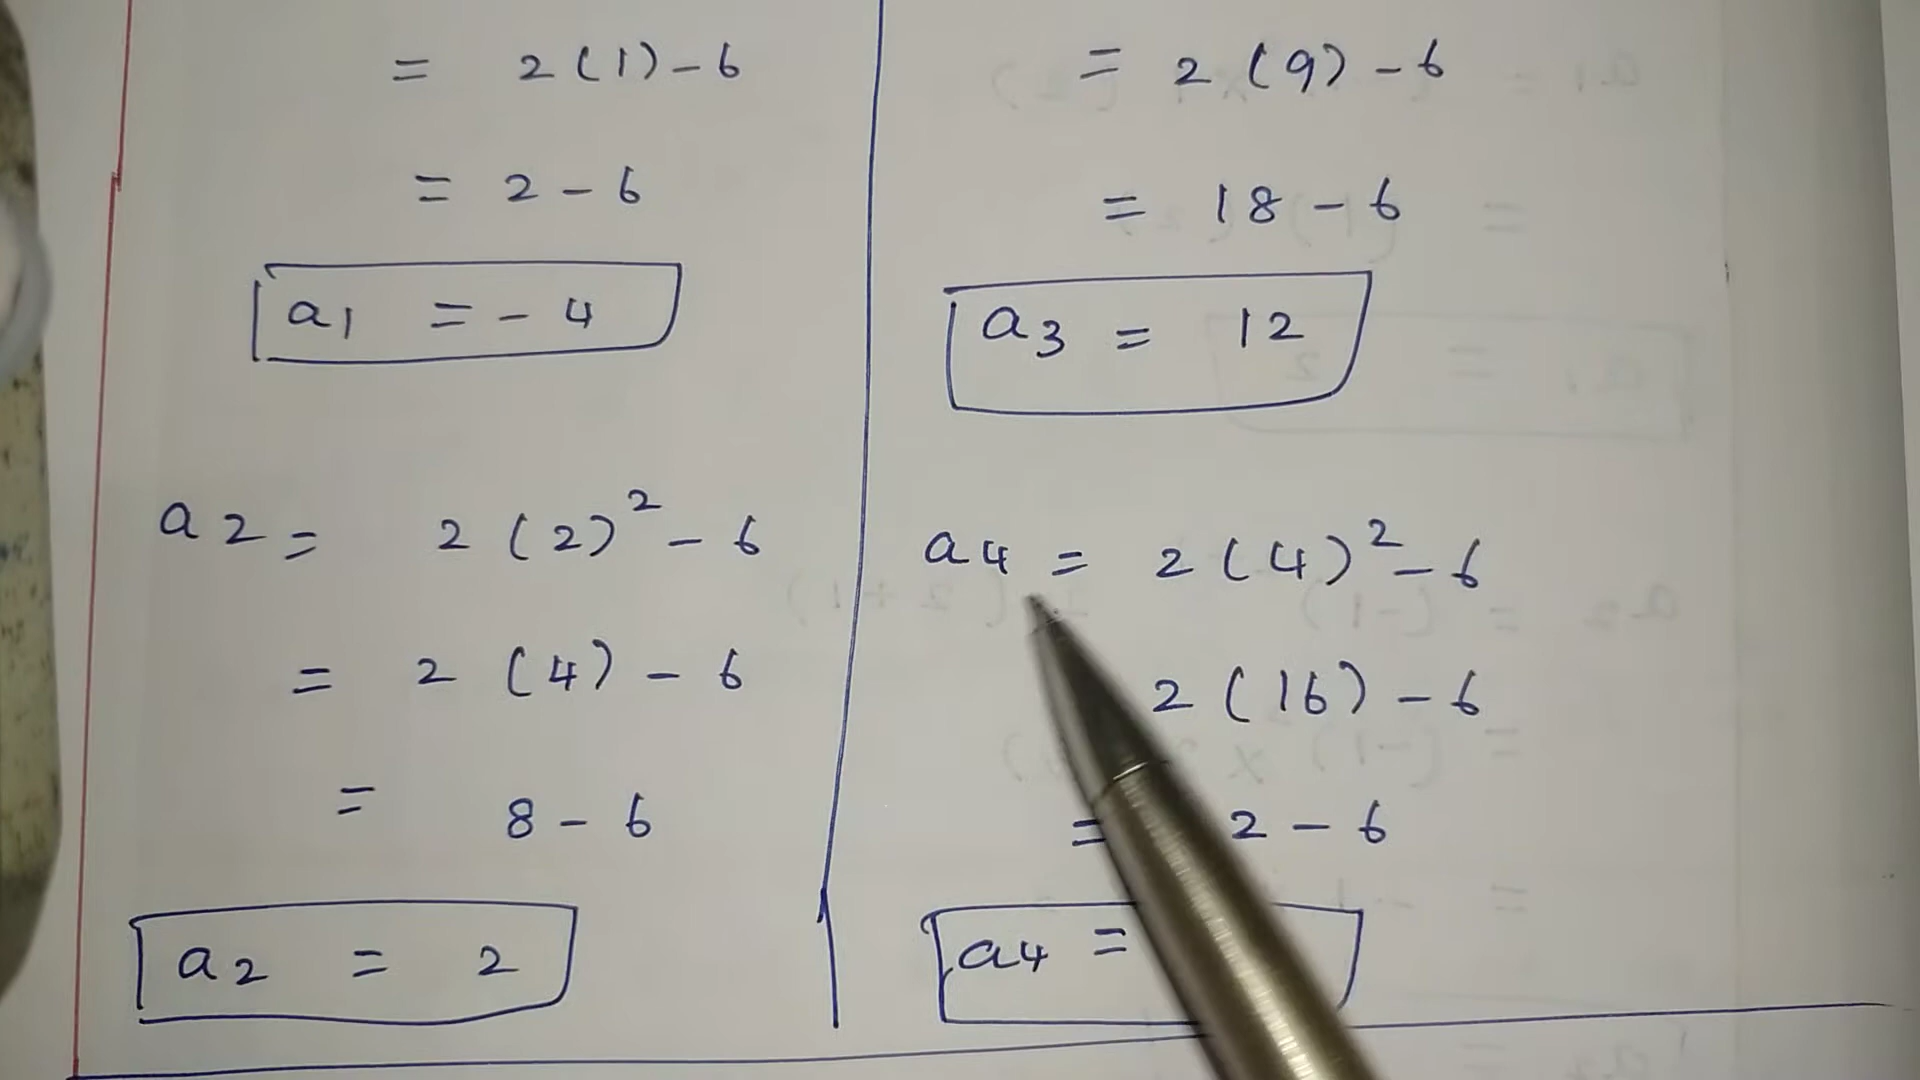 = 2 (1) - 6
= 2 - 6
a1 = - 4
a2 = 2 (2)² - 6
= 2 (4) - 6
= 8 - 6
a2 = 2
= 2 (9) - 6
= 18 - 6
a3 = 12
a4 = 2 (4)² - 6
2 (16) - 6
= 2 - 6
a4 =